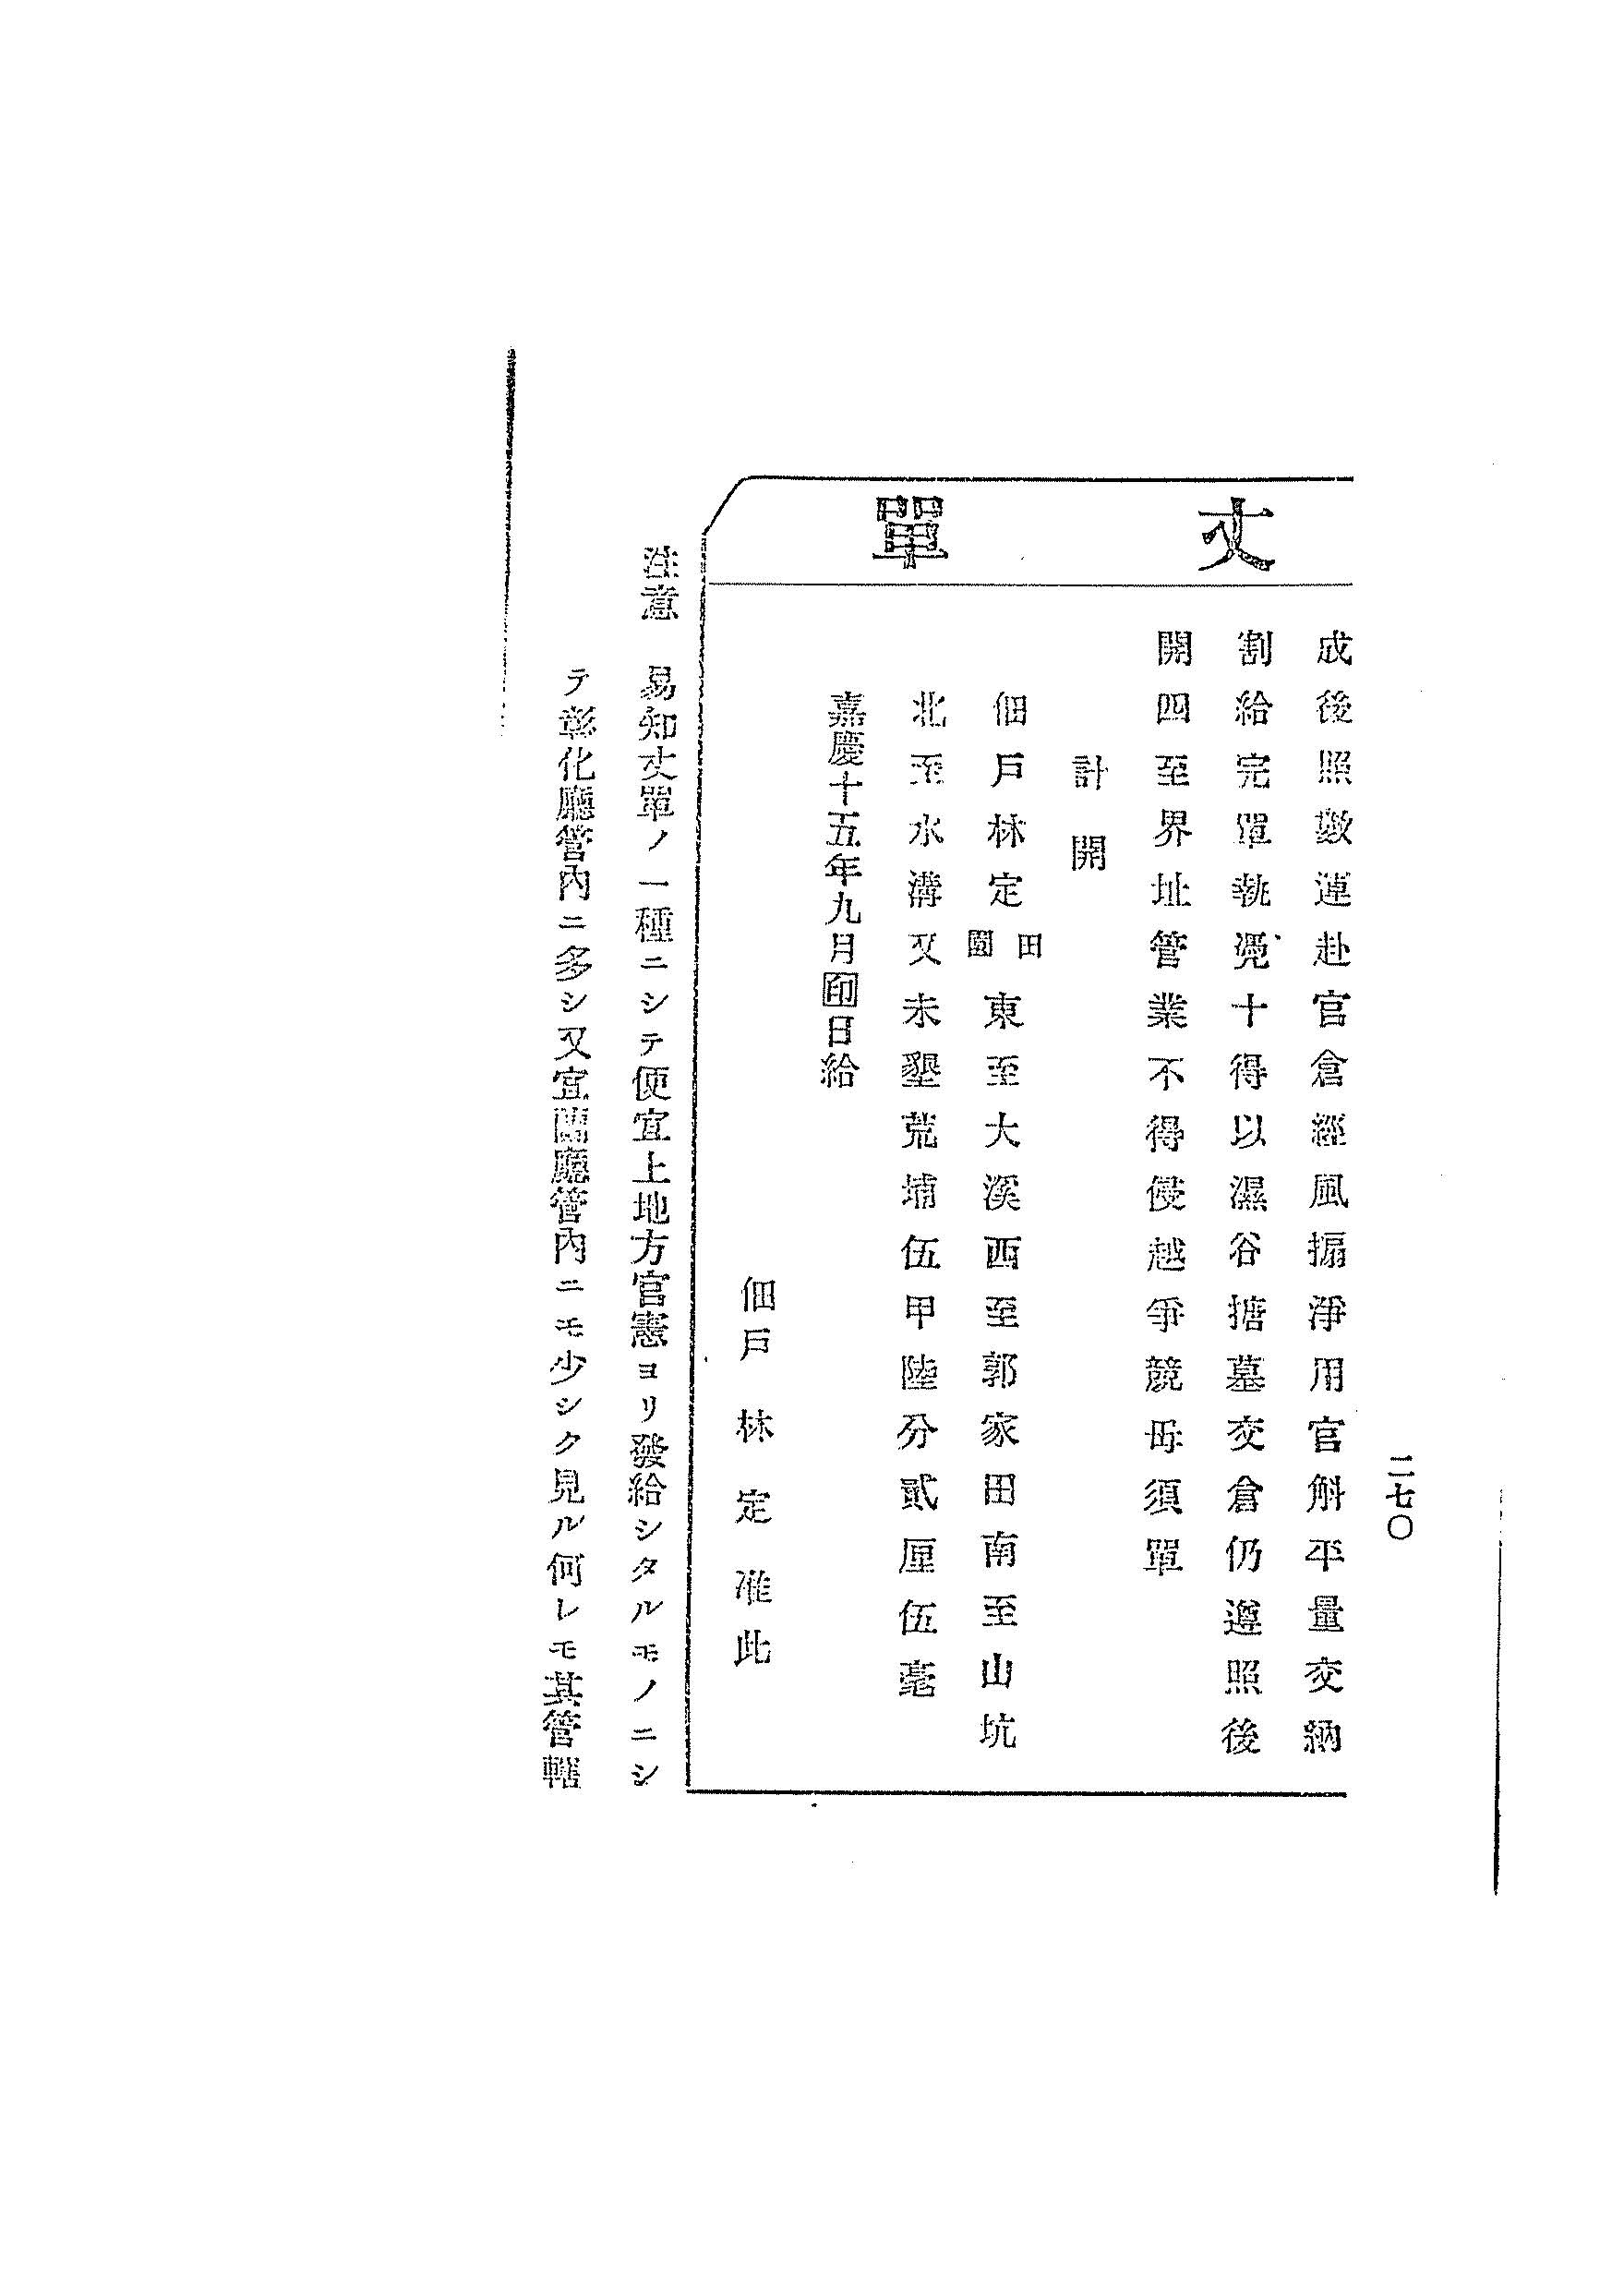 二七〇
丈單
成後照數運赴官倉經風搧淨用官斛平量交納
割給完單執凭十得以濕谷搪墓交倉仍遵照後
開四至界址管業不得侵越爭競毋須單
計開
佃戶林定田園東至大溪西至郭家田南至山坑
北至水溝又未墾荒埔伍甲陸分貳厘伍毫
嘉慶十五年九月印日給
佃戶林定准此
注意 易知丈單ノ一種ニシテ便宜上地方官憲ヨリ發給シタルモノニシ
テ彰化廳管內ニ多シ又宜蘭廳管內ニモ少シク見ル何レモ其管轄